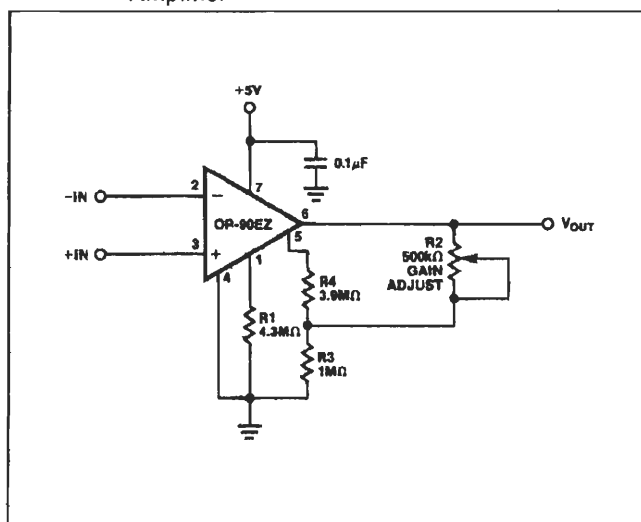 +5V
0.1μF
2
7
-IN
−
OP-90EZ
6
VOUT
+IN
3
+
4
1
5
R2
500kΩ
GAIN
ADJUST
R4
3.9MΩ
R1
4.3MΩ
R3
1MΩ